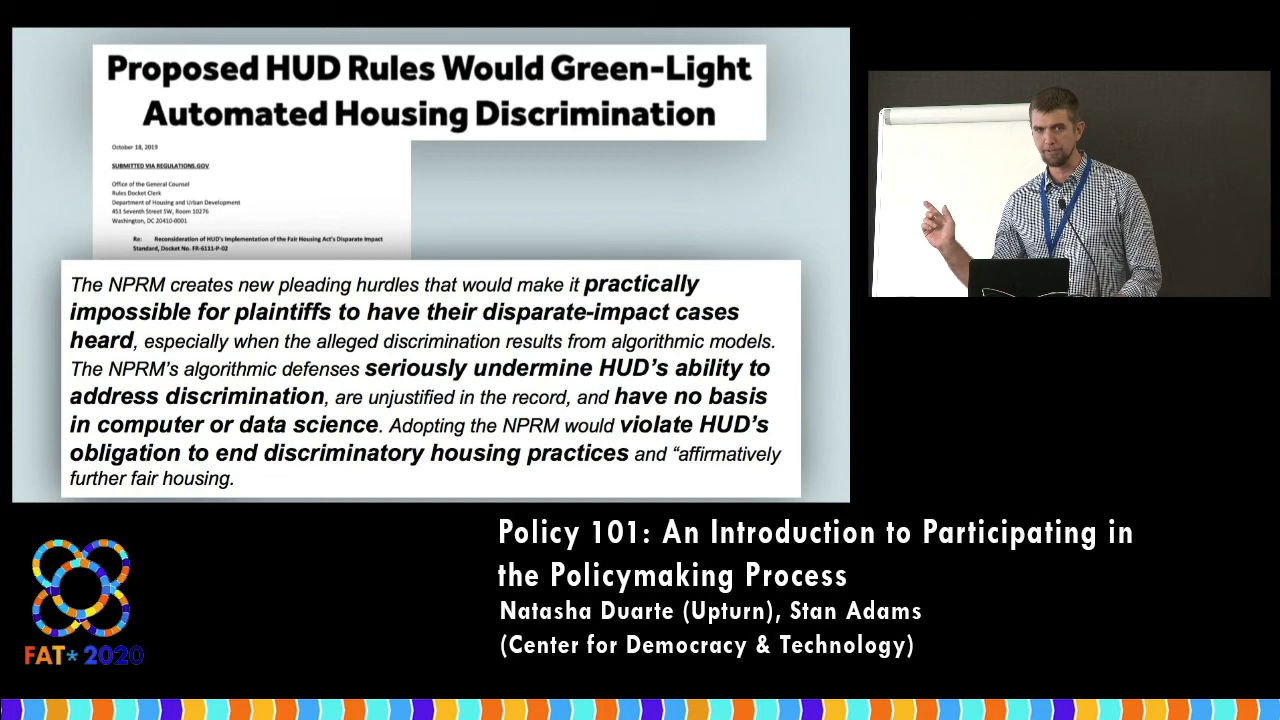 Proposed HUD Rules Would Green-Light
Automated Housing Discrimination
October 18, 2019
SUBMITTED VIA REGULATIONS.GOV
Office of the General Counsel
Rules Docket Clerk
Department of Housing and Urban Development
451 Seventh Street SW, Room 10276
Washington, DC 20410-0001
Re: Reconsideration of HUD's Implementation of the Fair Housing Act's Disparate Impact
Standard, Docket No. FR-6111-P-02
The NPRM creates new pleading hurdles that would make it practically
impossible for plaintiffs to have their disparate-impact cases
heard, especially when the alleged discrimination results from algorithmic models.
The NPRM's algorithmic defenses seriously undermine HUD's ability to
address discrimination, are unjustified in the record, and have no basis
in computer or data science. Adopting the NPRM would violate HUD's
obligation to end discriminatory housing practices and “affirmatively
further fair housing.
Policy 101: An Introduction to Participating in
the Policymaking Process
Natasha Duarte (Upturn), Stan Adams
(Center for Democracy & Technology)
FAT* 2020